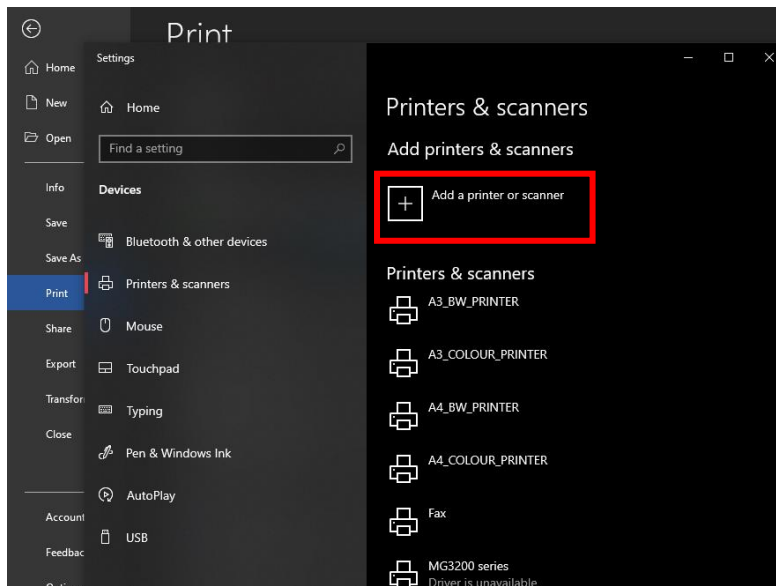 Print
Home
New
Open
Info
Save
Save As
Print
Share
Export
Transfor
Close
Account
Feedbac
Settings
Home
Find a setting
Devices
Bluetooth & other devices
Printers & scanners
Mouse
Touchpad
Typing
Pen & Windows Ink
AutoPlay
USB
Printers & scanners
Add printers & scanners
Add a printer or scanner
Printers & scanners
A3_BW_PRINTER
A3_COLOUR_PRINTER
A4_BW_PRINTER
A4_COLOUR_PRINTER
Fax
MG3200 series
Driver is unavailable